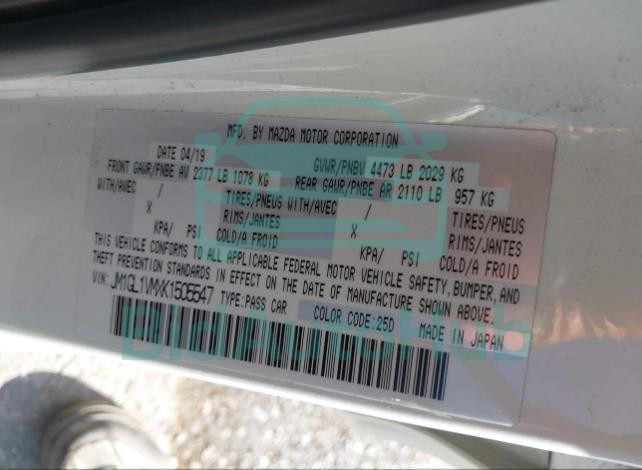 MFD. BY MAZDA MOTOR CORPORATION
DATE 04/19 GVWR/PNBV 4473 LB 2029 KG
FRONT GAWR/PNBE AV 2377 LB 1078 KG REAR GAWR/PNBE AR 2110 LB 957 KG
WITH/AVEC / TIRES/PNEUS WITH/AVEC / TIRES/PNEUS
X RIMS/JANTES X RIMS/JANTES
KPA/ PSI COLD/A FROID KPA/ PSI COLD/A FROID
THIS VEHICLE CONFORMS TO ALL APPLICABLE FEDERAL MOTOR VEHICLE SAFETY, BUMPER, AND
THEFT PREVENTION STANDARDS IN EFFECT ON THE DATE OF MANUFACTURE SHOWN ABOVE.
VIN: JM1GL1VMXK1505547 TYPE:PASS CAR COLOR CODE:25D MADE IN JAPAN
BidAutoHub